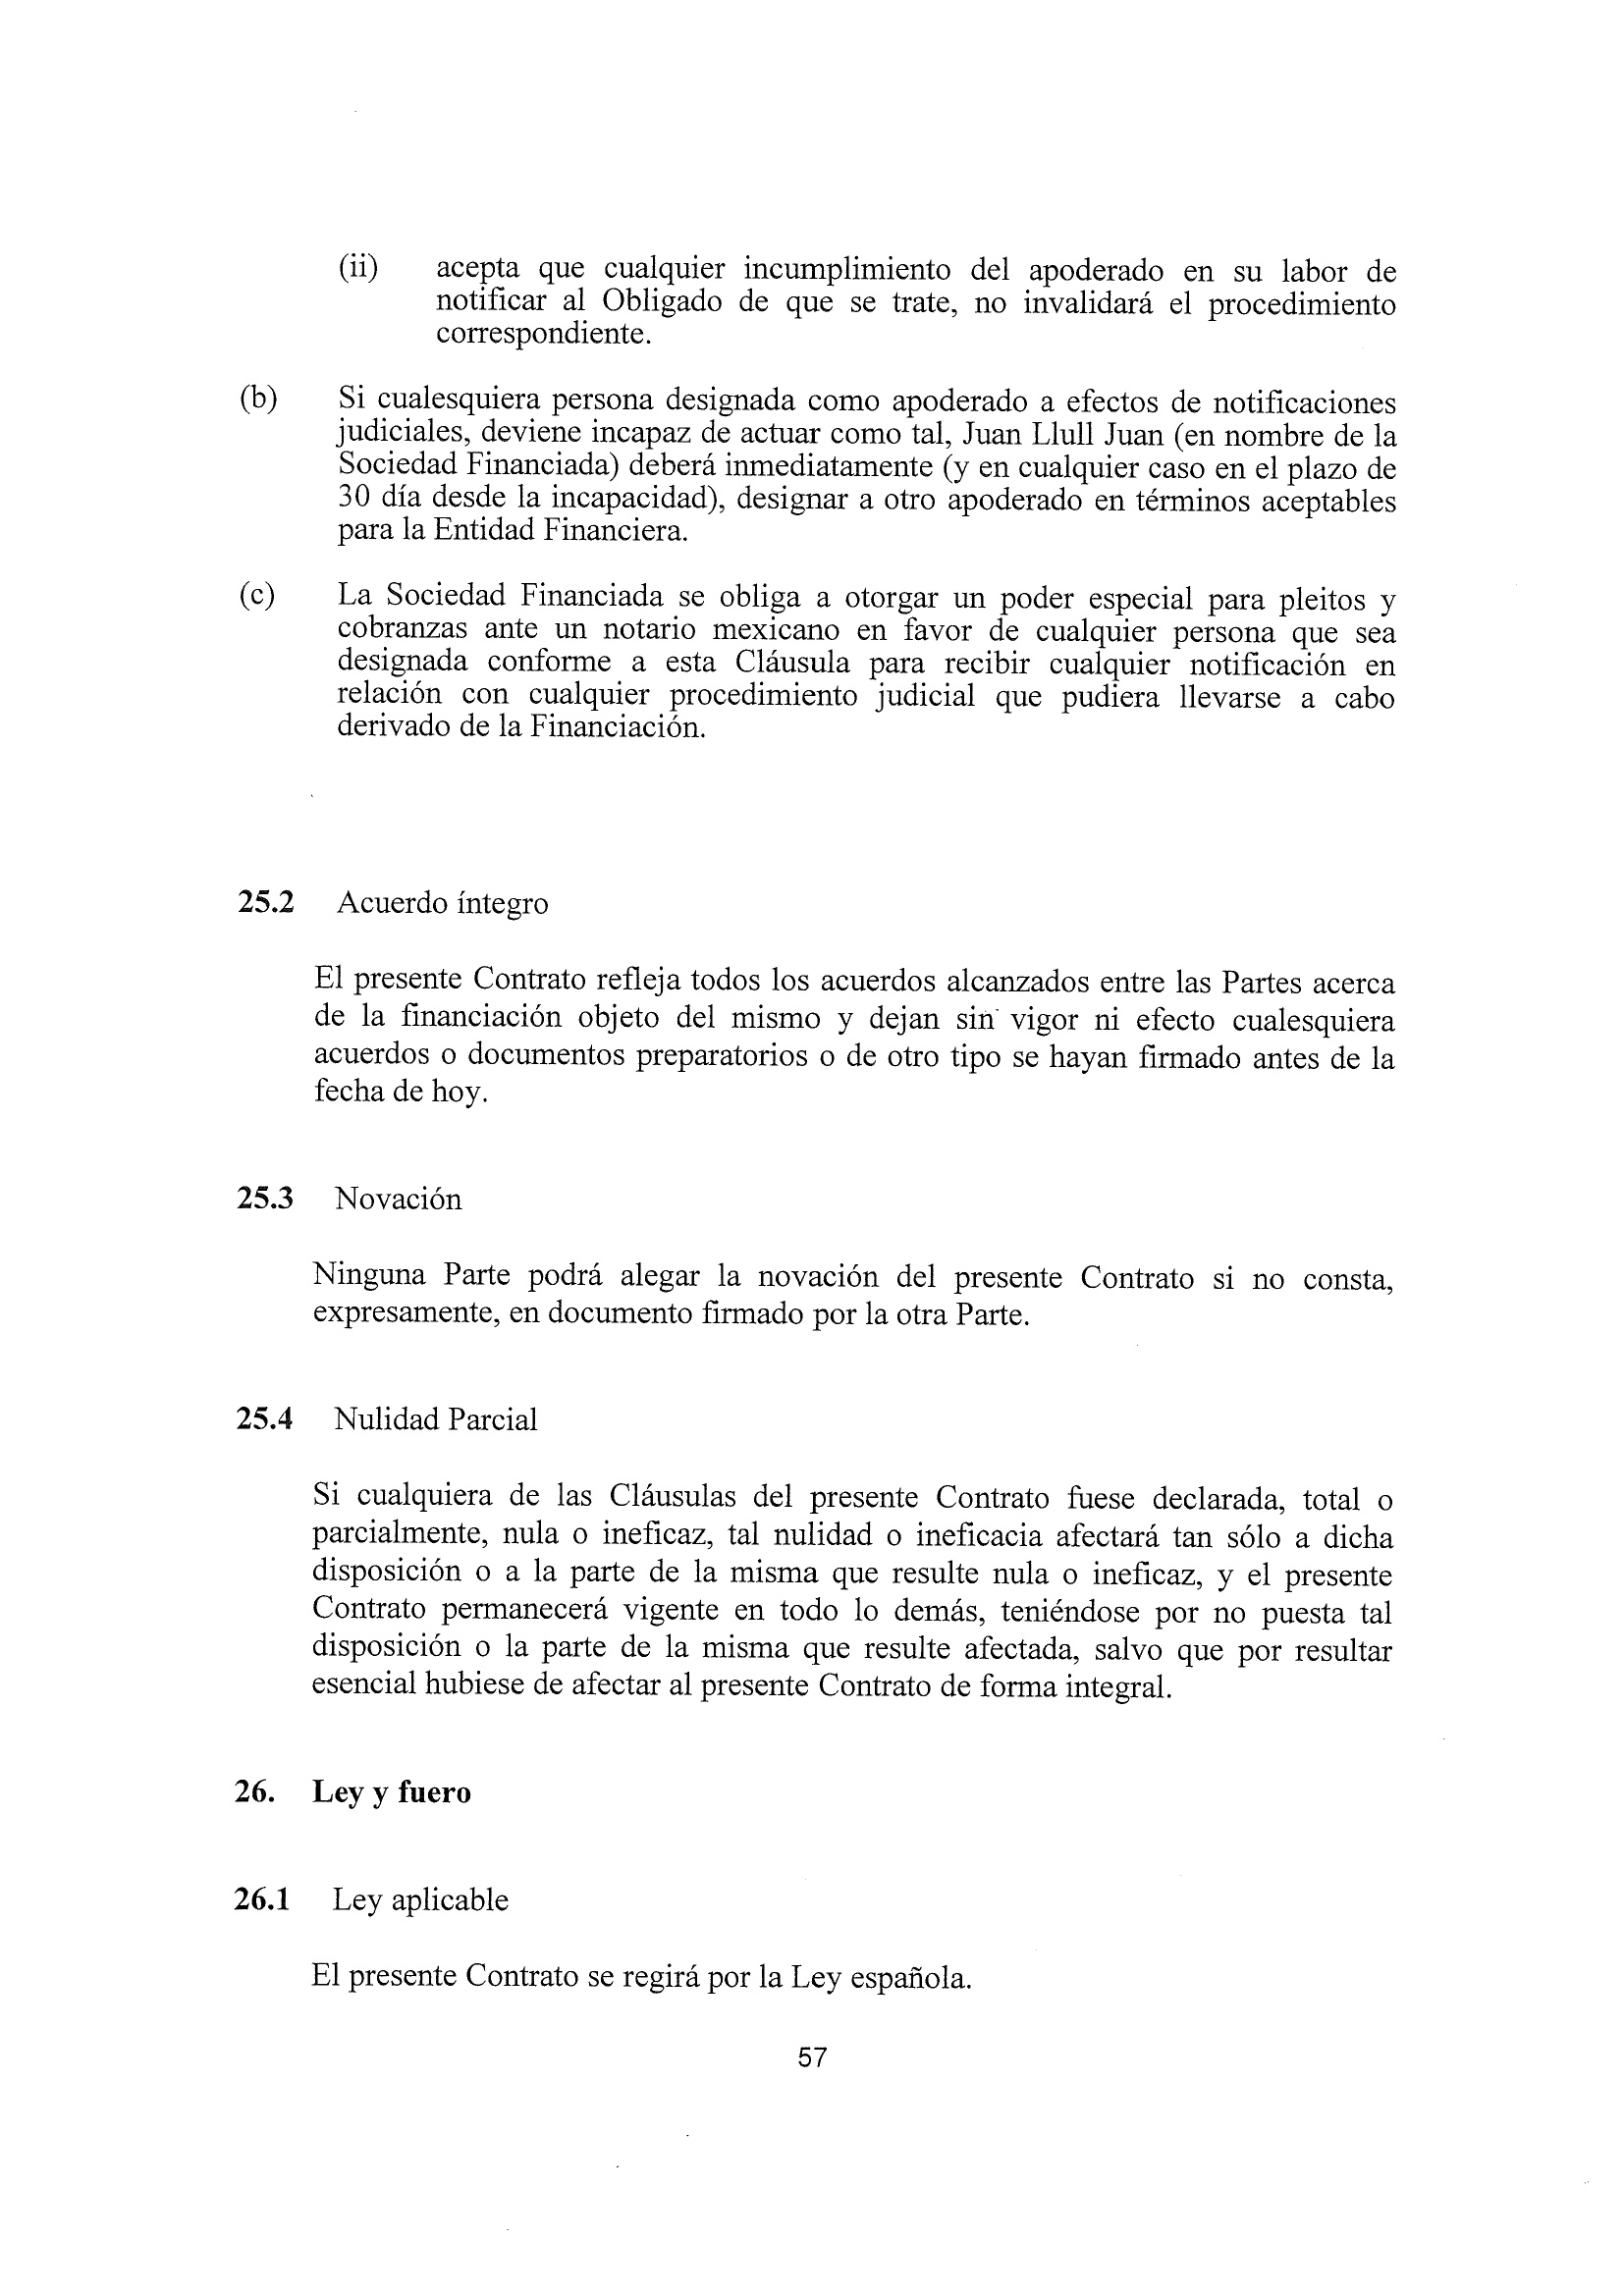 (ii) acepta que cualquier incumplimiento del apoderado en su labor de
notificar al Obligado de que se trate, no invalidará el procedimiento
correspondiente.
(b) Si cualesquiera persona designada como apoderado a efectos de notificaciones
judiciales, deviene incapaz de actuar como tal, Juan Llull Juan (en nombre de la
Sociedad Financiada) deberá inmediatamente (y en cualquier caso en el plazo de
30 día desde la incapacidad), designar a otro apoderado en términos aceptables
para la Entidad Financiera.
(c) La Sociedad Financiada se obliga a otorgar un poder especial para pleitos y
cobranzas ante un notario mexicano en favor de cualquier persona que sea
designada conforme a esta Cláusula para recibir cualquier notificación en
relación con cualquier procedimiento judicial que pudiera llevarse a cabo
derivado de la Financiación.
25.2 Acuerdo íntegro
El presente Contrato refleja todos los acuerdos alcanzados entre las Partes acerca
de la financiación objeto del mismo y dejan sin vigor ni efecto cualesquiera
acuerdos o documentos preparatorios o de otro tipo se hayan firmado antes de la
fecha de hoy.
25.3 Novación
Ninguna Parte podrá alegar la novación del presente Contrato si no consta,
expresamente, en documento firmado por la otra Parte.
25.4 Nulidad Parcial
Si cualquiera de las Cláusulas del presente Contrato fuese declarada, total o
parcialmente, nula o ineficaz, tal nulidad o ineficacia afectará tan sólo a dicha
disposición o a la parte de la misma que resulte nula o ineficaz, y el presente
Contrato permanecerá vigente en todo lo demás, teniéndose por no puesta tal
disposición o la parte de la misma que resulte afectada, salvo que por resultar
esencial hubiese de afectar al presente Contrato de forma integral.
26. Ley y fuero
26.1 Ley aplicable
El presente Contrato se regirá por la Ley española.
57